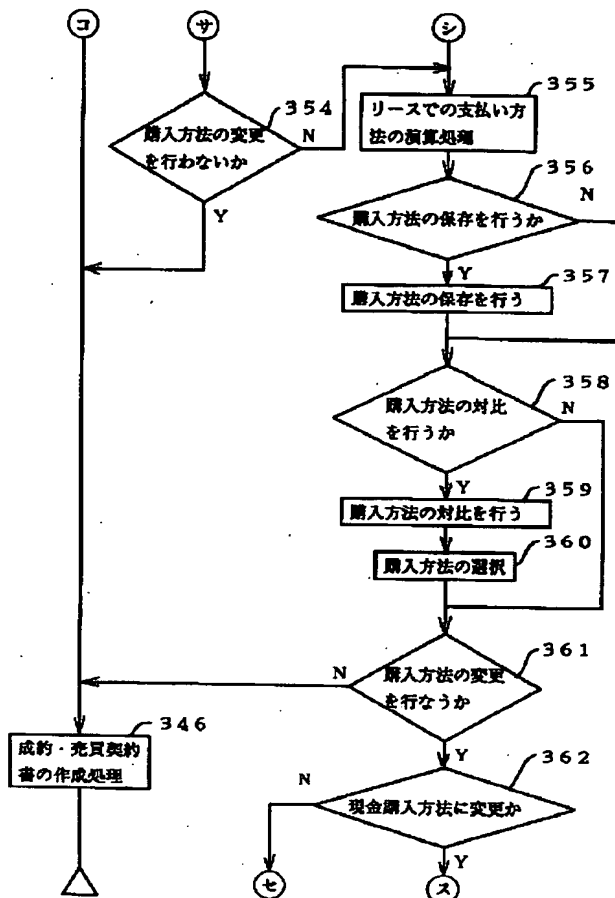 コ
サ
シ
354
購入方法の変更
を行わないか
N
Y
355
リースでの支払い方
法の演算処理
356
購入方法の保存を行うか
N
Y
357
購入方法の保存を行う
358
購入方法の対比
を行うか
N
Y
359
購入方法の対比を行う
360
購入方法の選択
361
購入方法の変更
を行なうか
N
Y
346
成約・売買契約
書の作成処理
362
現金購入方法に変更か
N
Y
セ
ス